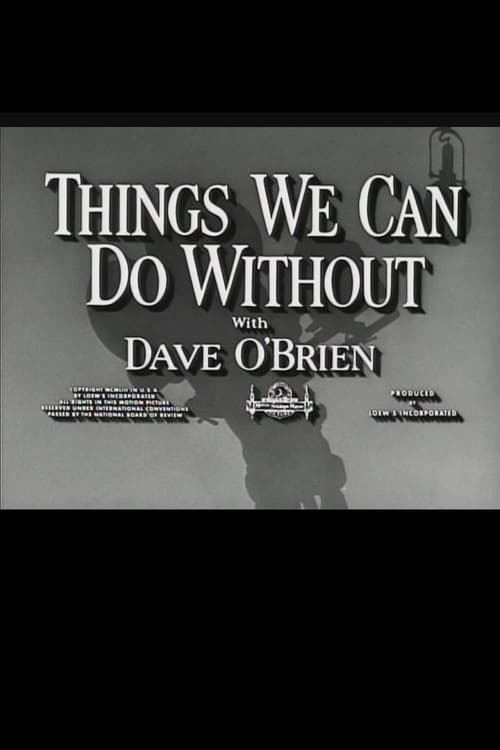 THINGS WE CAN
DO WITHOUT
With
DAVE O'BRIEN
COPYRIGHT MCMLIII IN U.S.A.
BY LOEW'S INCORPORATED
ALL RIGHTS IN THIS MOTION PICTURE
RESERVED UNDER INTERNATIONAL CONVENTIONS
PASSED BY THE NATIONAL BOARD OF REVIEW
PRODUCED
BY
LOEW'S INCORPORATED